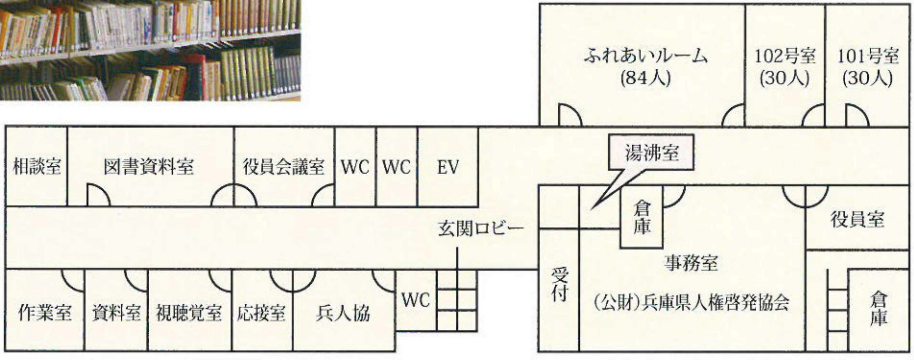 ふれあいルーム
(84人)
102号室
(30人)
101号室
(30人)
相談室
図書資料室
役員会議室
WC
WC
EV
湯沸室
倉庫
役員室
玄関ロビー
受付
事務室
(公財)兵庫県人権啓発協会
倉庫
作業室
資料室
視聴覚室
応接室
兵人協
WC